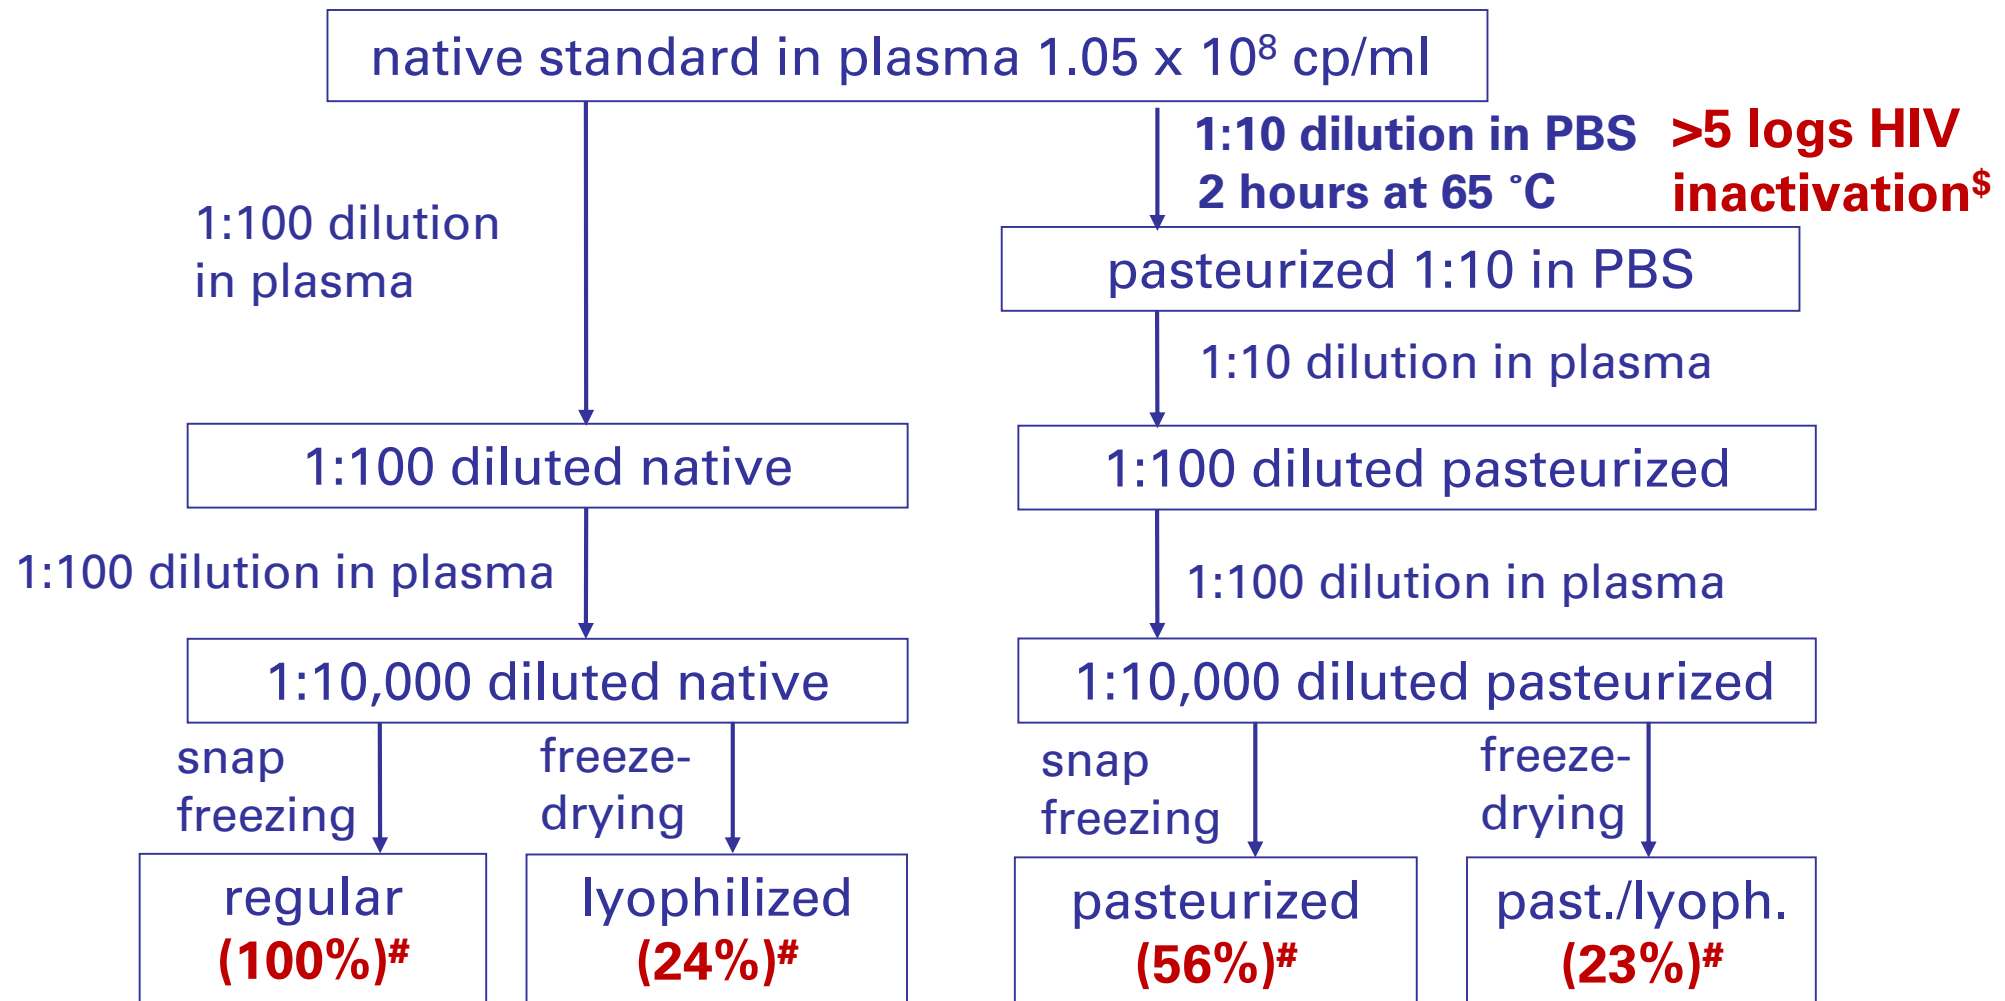 native standard in plasma 1.05 x 10⁸ cp/ml
1:10 dilution in PBS
2 hours at 65 ˚C
>5 logs HIV
inactivation$
1:100 dilution
in plasma
pasteurized 1:10 in PBS
1:10 dilution in plasma
1:100 diluted native
1:100 diluted pasteurized
1:100 dilution in plasma
1:100 dilution in plasma
1:10,000 diluted native
1:10,000 diluted pasteurized
snap
freezing
freeze-
drying
snap
freezing
freeze-
drying
regular
(100%)#
lyophilized
(24%)#
pasteurized
(56%)#
past./lyoph.
(23%)#